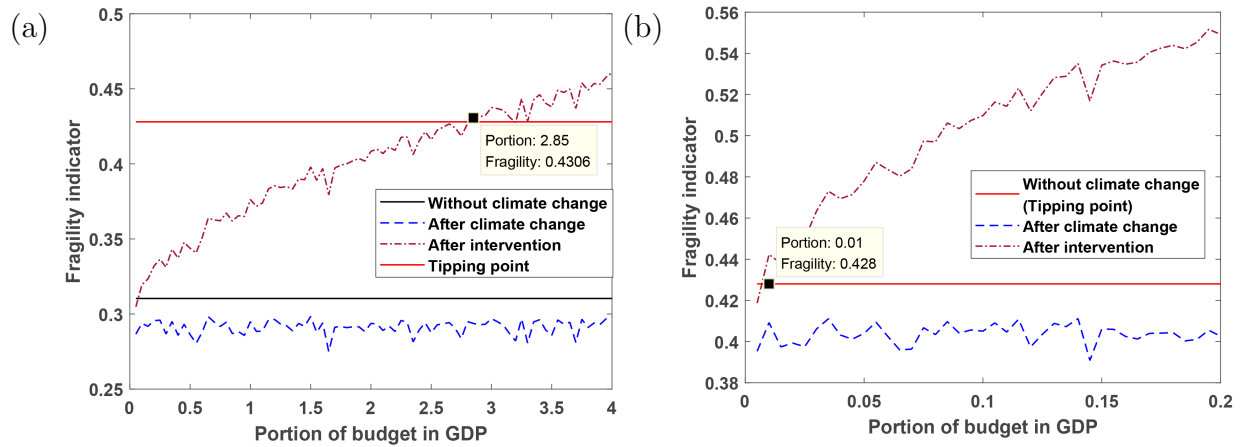 (a)
0.5
0.45
0.4
0.35
0.3
0.25
Fragility indicator
Portion: 2.85
Fragility: 0.4306
Without climate change
After climate change
After intervention
Tipping point
0 0.5 1 1.5 2 2.5 3 3.5 4
Portion of budget in GDP
(b)
0.56
0.54
0.52
0.5
0.48
0.46
0.44
0.42
0.4
0.38
Fragility indicator
Without climate change
(Tipping point)
After climate change
After intervention
Portion: 0.01
Fragility: 0.428
0 0.05 0.1 0.15 0.2
Portion of budget in GDP